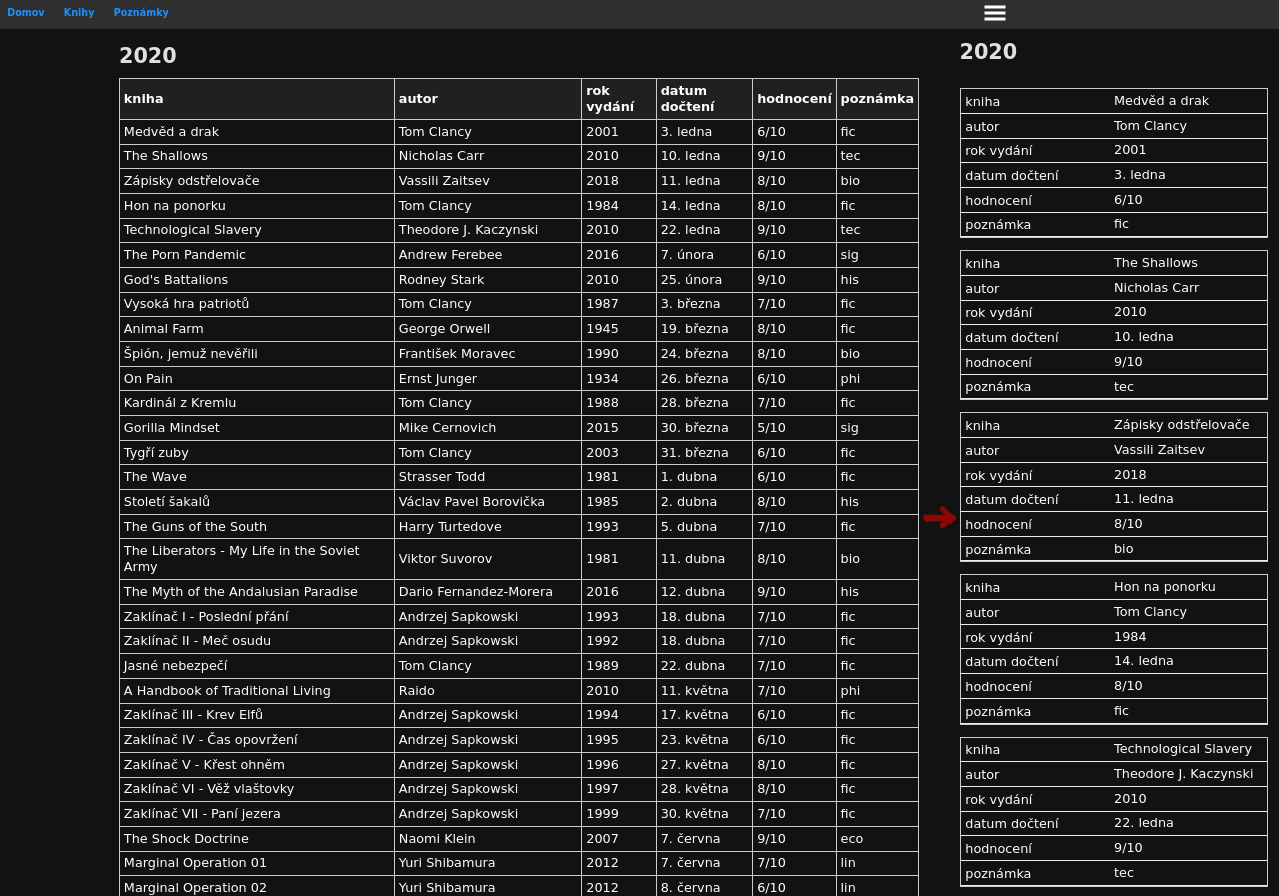 Domov Knihy Poznámky
2020
kniha autor rok vydání datum dočtení hodnocení poznámka
Medvěd a drak Tom Clancy 2001 3. ledna 6/10 fic
The Shallows Nicholas Carr 2010 10. ledna 9/10 tec
Zápisky odstřelovače Vassili Zaitsev 2018 11. ledna 8/10 bio
Hon na ponorku Tom Clancy 1984 14. ledna 8/10 fic
Technological Slavery Theodore J. Kaczynski 2010 22. ledna 9/10 tec
The Porn Pandemic Andrew Ferebee 2016 7. února 6/10 sig
God's Battalions Rodney Stark 2010 25. února 9/10 his
Vysoká hra patriotů Tom Clancy 1987 3. března 7/10 fic
Animal Farm George Orwell 1945 19. března 8/10 fic
Špión, jemuž nevěřili František Moravec 1990 24. března 8/10 bio
On Pain Ernst Junger 1934 26. března 6/10 phi
Kardinál z Kremlu Tom Clancy 1988 28. března 7/10 fic
Gorilla Mindset Mike Cernovich 2015 30. března 5/10 sig
Tygří zuby Tom Clancy 2003 31. března 6/10 fic
The Wave Strasser Todd 1981 1. dubna 6/10 fic
Století šakalů Václav Pavel Borovička 1985 2. dubna 8/10 his
The Guns of the South Harry Turtedove 1993 5. dubna 7/10 fic
The Liberators - My Life in the Soviet Army Viktor Suvorov 1981 11. dubna 8/10 bio
The Myth of the Andalusian Paradise Dario Fernandez-Morera 2016 12. dubna 9/10 his
Zaklínač I - Poslední přání Andrzej Sapkowski 1993 18. dubna 7/10 fic
Zaklínač II - Meč osudu Andrzej Sapkowski 1992 18. dubna 7/10 fic
Jasné nebezpečí Tom Clancy 1989 22. dubna 7/10 fic
A Handbook of Traditional Living Raido 2010 11. května 7/10 phi
Zaklínač III - Krev Elfů Andrzej Sapkowski 1994 17. května 6/10 fic
Zaklínač IV - Čas opovržení Andrzej Sapkowski 1995 23. května 6/10 fic
Zaklínač V - Křest ohněm Andrzej Sapkowski 1996 27. května 8/10 fic
Zaklínač VI - Věž vlaštovky Andrzej Sapkowski 1997 28. května 8/10 fic
Zaklínač VII - Paní jezera Andrzej Sapkowski 1999 30. května 7/10 fic
The Shock Doctrine Naomi Klein 2007 7. června 9/10 eco
Marginal Operation 01 Yuri Shibamura 2012 7. června 7/10 lin
Marginal Operation 02 Yuri Shibamura 2012 8. června 6/10 lin
2020
kniha Medvěd a drak
autor Tom Clancy
rok vydání 2001
datum dočtení 3. ledna
hodnocení 6/10
poznámka fic
kniha The Shallows
autor Nicholas Carr
rok vydání 2010
datum dočtení 10. ledna
hodnocení 9/10
poznámka tec
kniha Zápisky odstřelovače
autor Vassili Zaitsev
rok vydání 2018
datum dočtení 11. ledna
hodnocení 8/10
poznámka bio
kniha Hon na ponorku
autor Tom Clancy
rok vydání 1984
datum dočtení 14. ledna
hodnocení 8/10
poznámka fic
kniha Technological Slavery
autor Theodore J. Kaczynski
rok vydání 2010
datum dočtení 22. ledna
hodnocení 9/10
poznámka tec